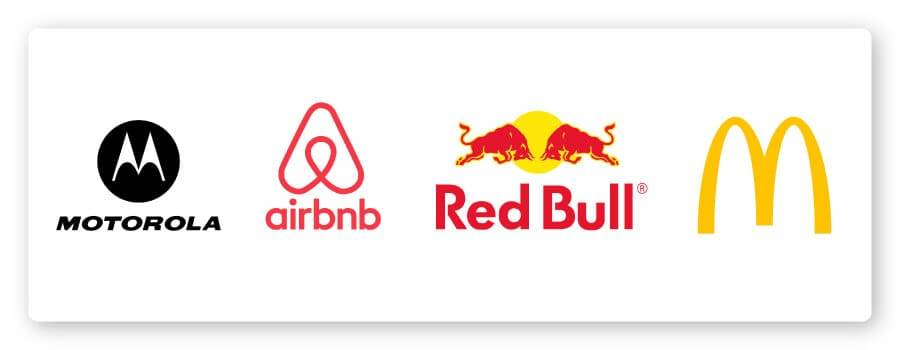 MOTOROLA
airbnb
Red Bull®
M